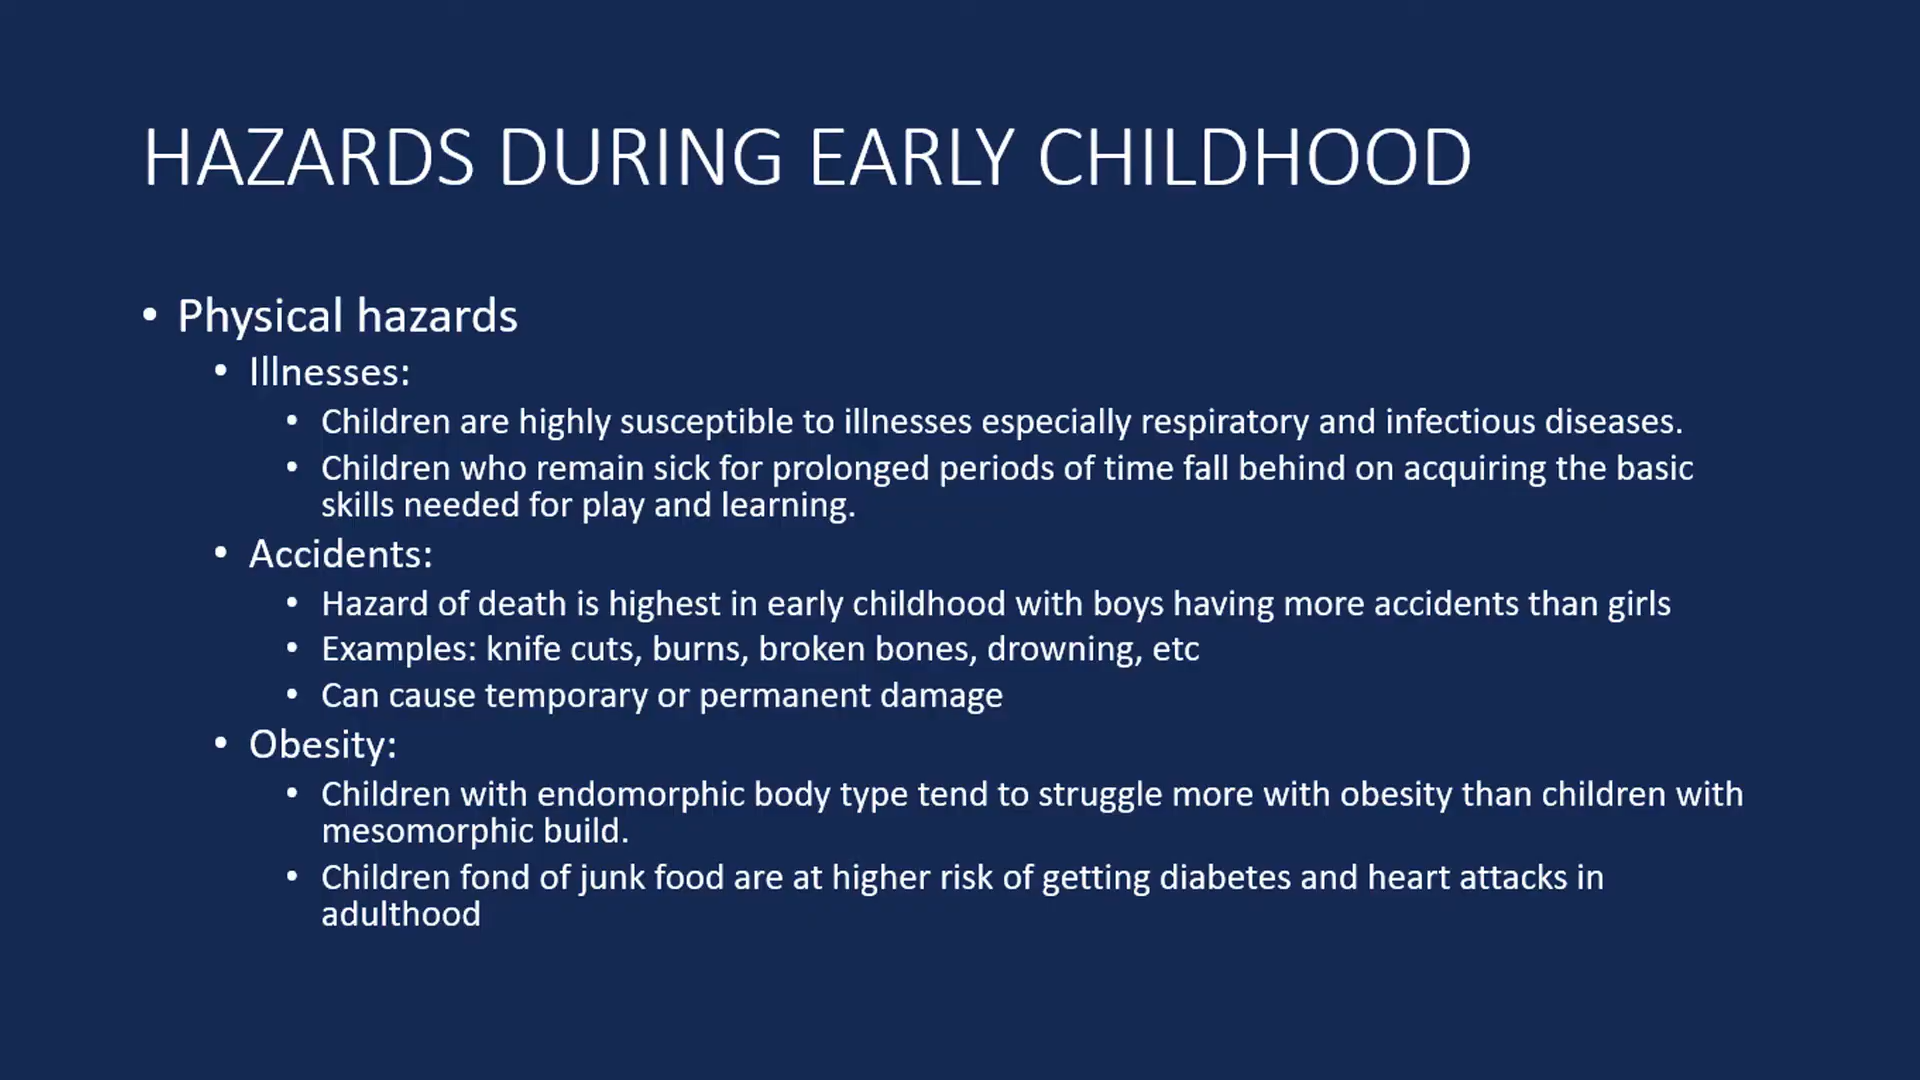 HAZARDS DURING EARLY CHILDHOOD
• Physical hazards
• Illnesses:
• Children are highly susceptible to illnesses especially respiratory and infectious diseases.
• Children who remain sick for prolonged periods of time fall behind on acquiring the basic
skills needed for play and learning.
• Accidents:
• Hazard of death is highest in early childhood with boys having more accidents than girls
• Examples: knife cuts, burns, broken bones, drowning, etc
• Can cause temporary or permanent damage
• Obesity:
• Children with endomorphic body type tend to struggle more with obesity than children with
mesomorphic build.
• Children fond of junk food are at higher risk of getting diabetes and heart attacks in
adulthood